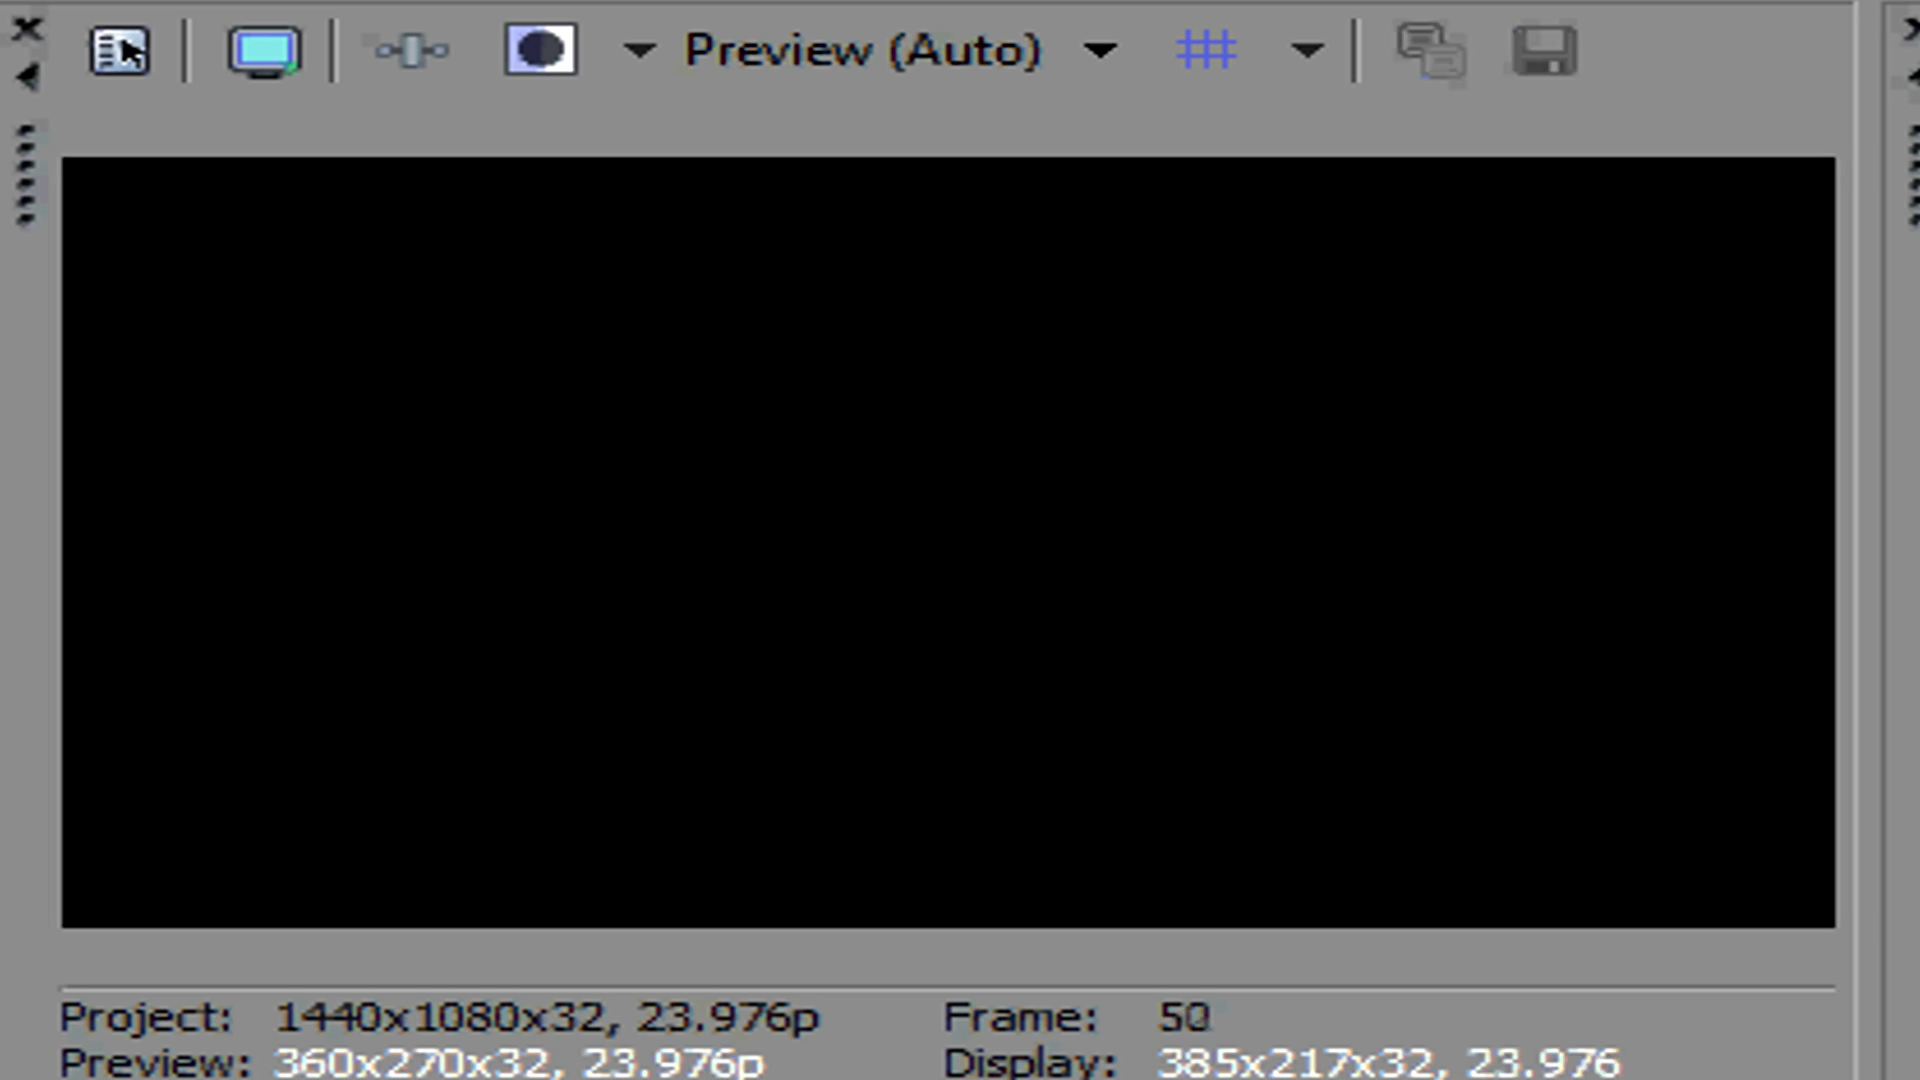 Preview (Auto)
Project: 1440x1080x32, 23.976p Frame: 50
Preview: 360x270x32, 23.976p Display: 385x217x32, 23.976